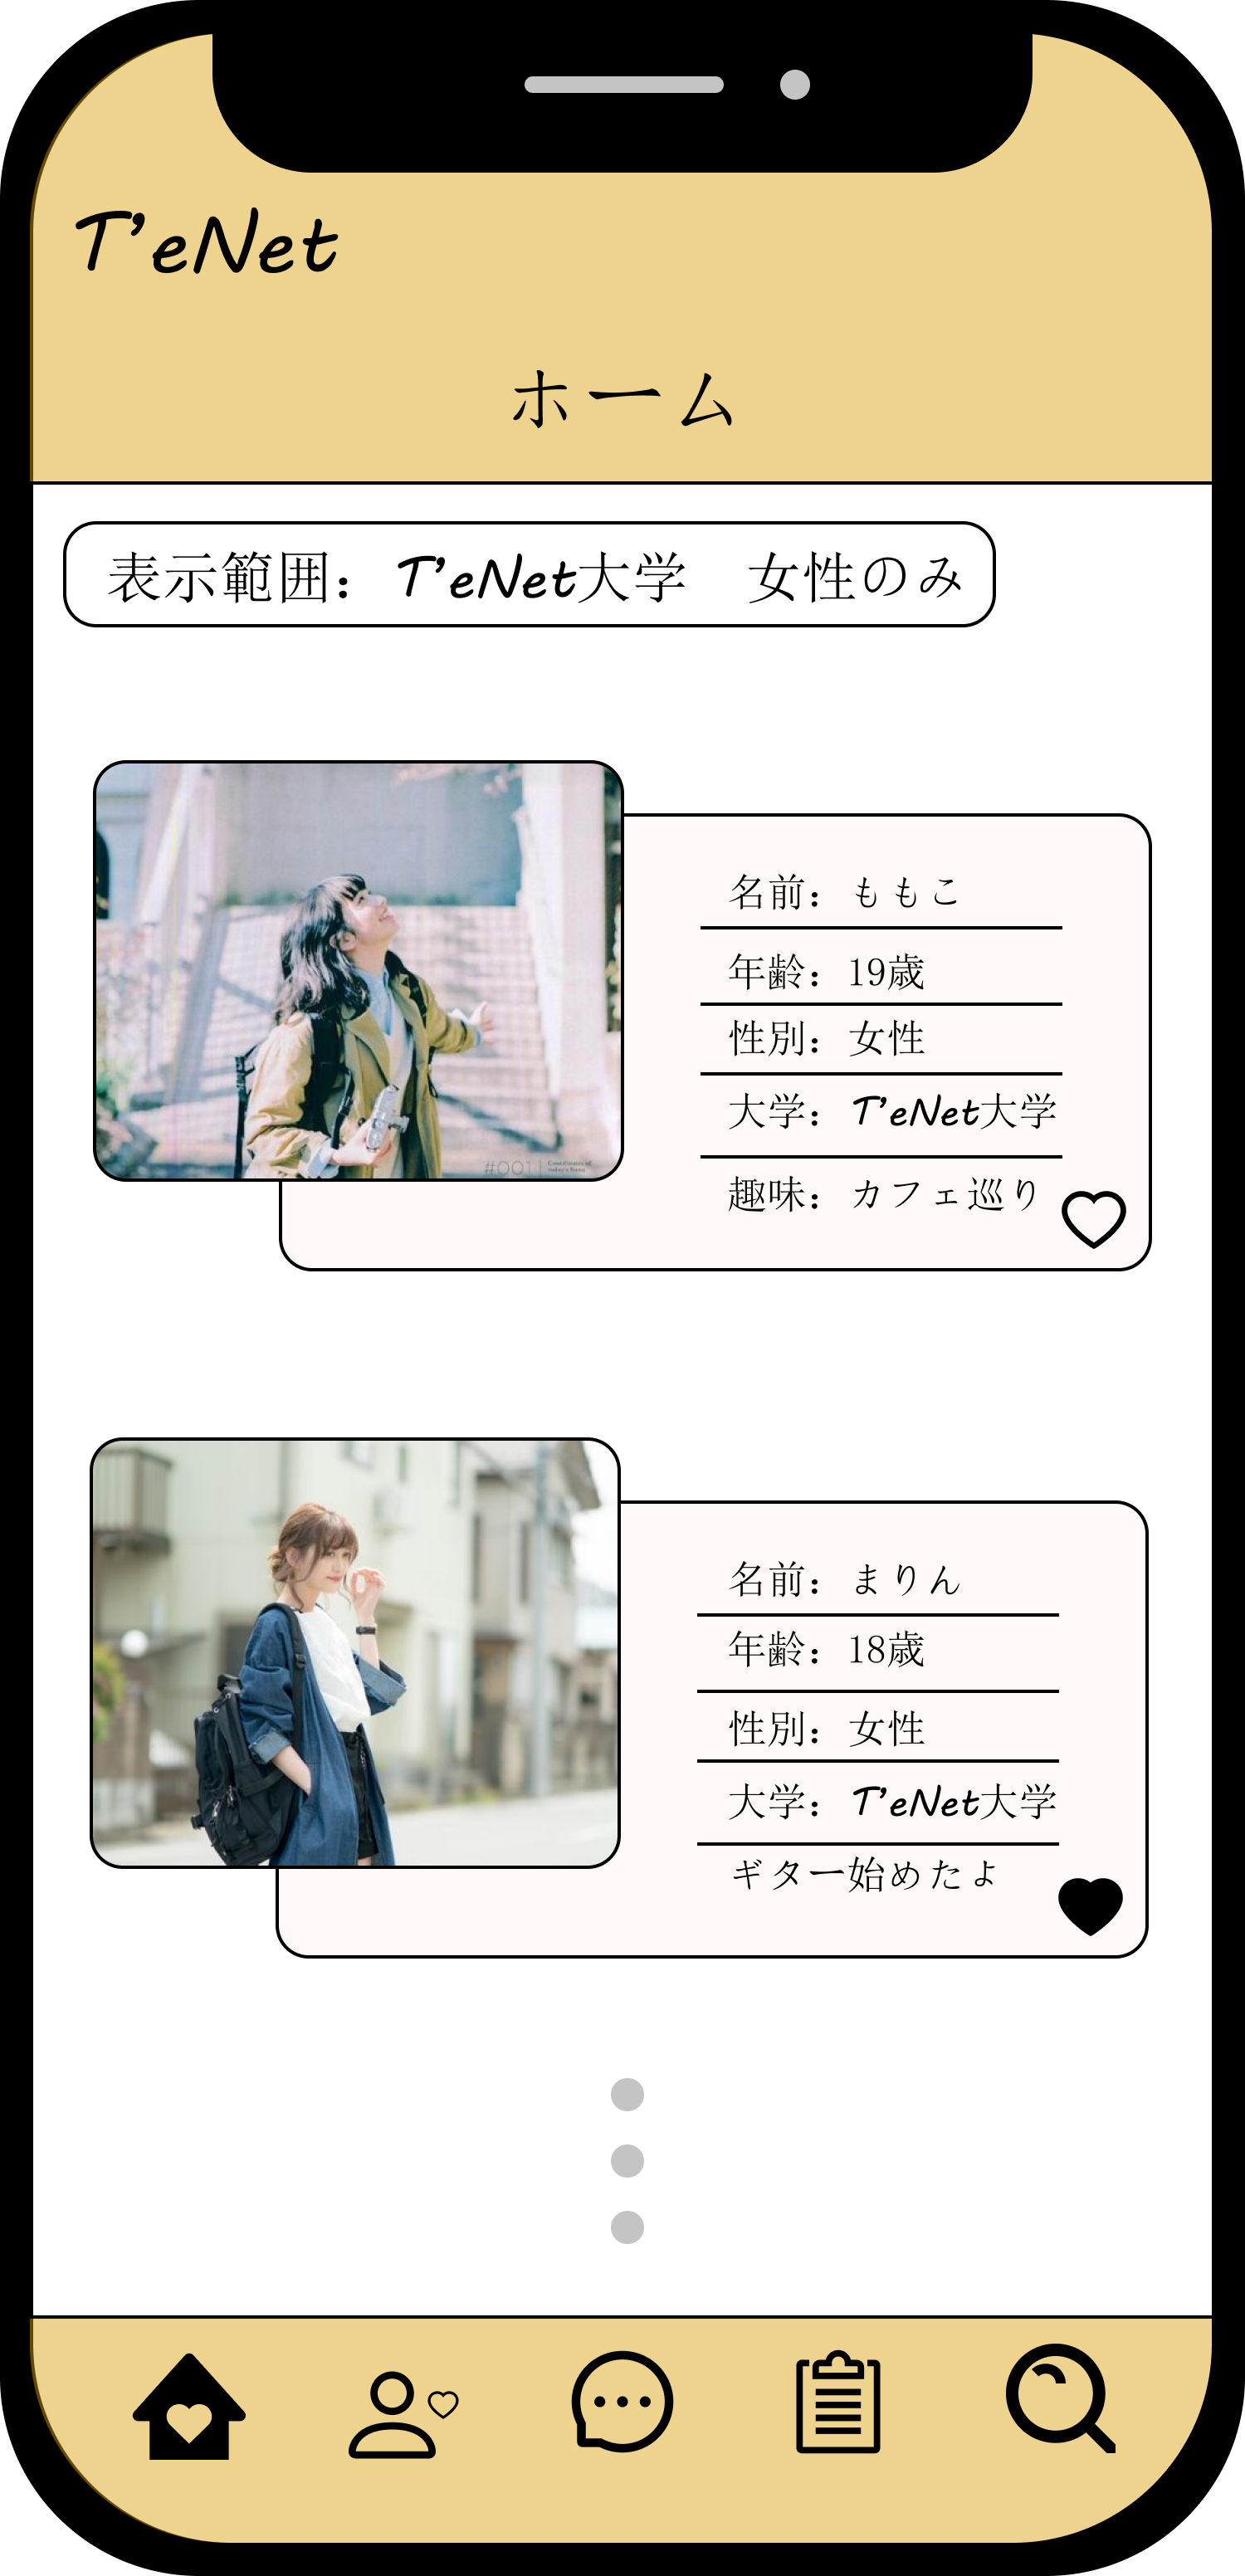 T'eNet
ホーム
表示範囲： T'eNet大学　女性のみ
名前：ももこ
年齢：19歳
性別：女性
大学：T'eNet大学
趣味：カフェ巡り
#001
名前：まりん
年齢：18歳
性別：女性
大学：T'eNet大学
ギター始めたよ